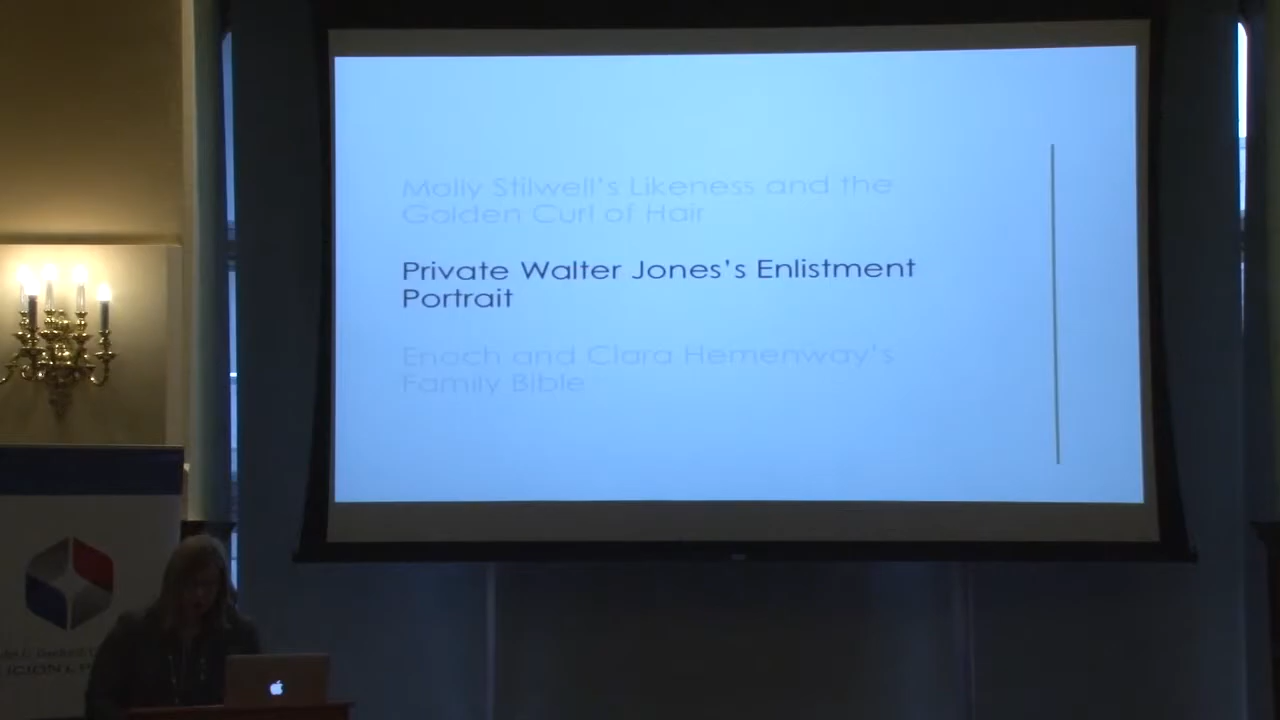 Molly Stilwell's Likeness and the
Golden Curl of Hair
Private Walter Jones's Enlistment
Portrait
Enoch and Clara Hemenway's
Family Bible